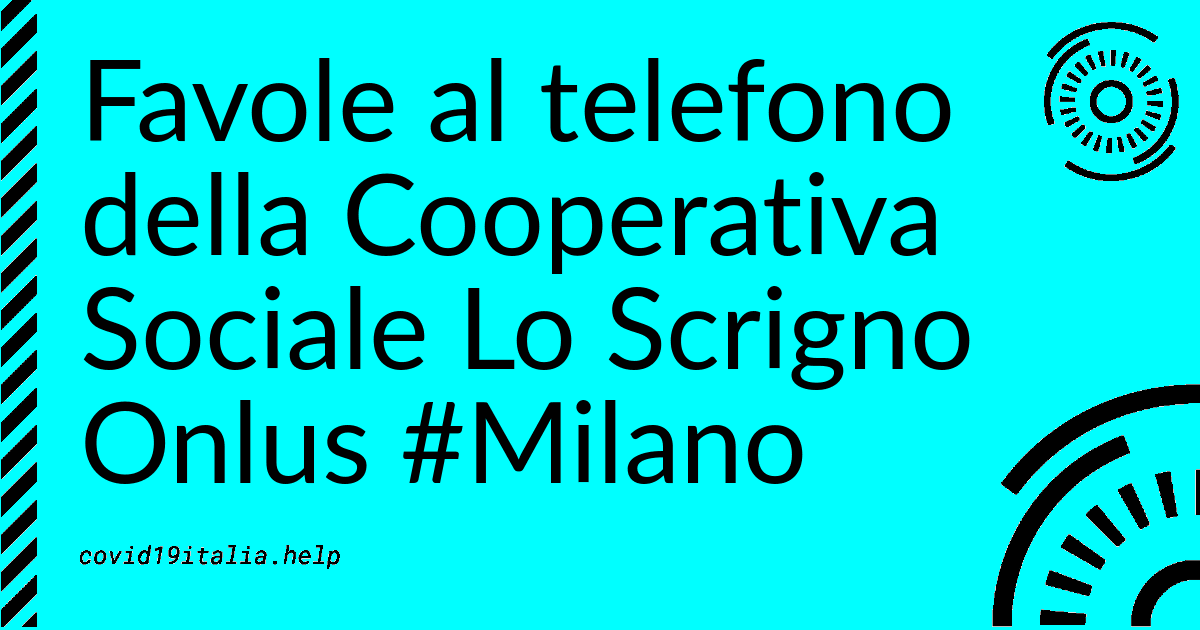 Favole al telefono
della Cooperativa
Sociale Lo Scrigno
Onlus #Milano
covid19italia.help